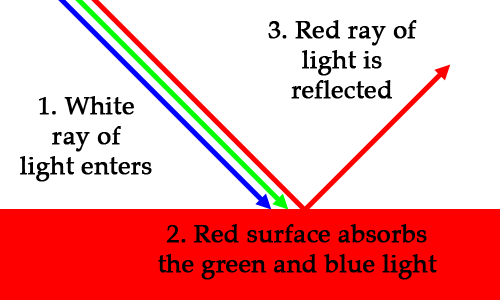 1. White
ray of
light enters
2. Red surface absorbs
the green and blue light
3. Red ray of
light is
reflected